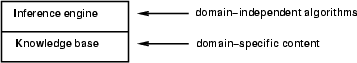 Inference engine domain–independent algorithms
Knowledge base domain–specific content